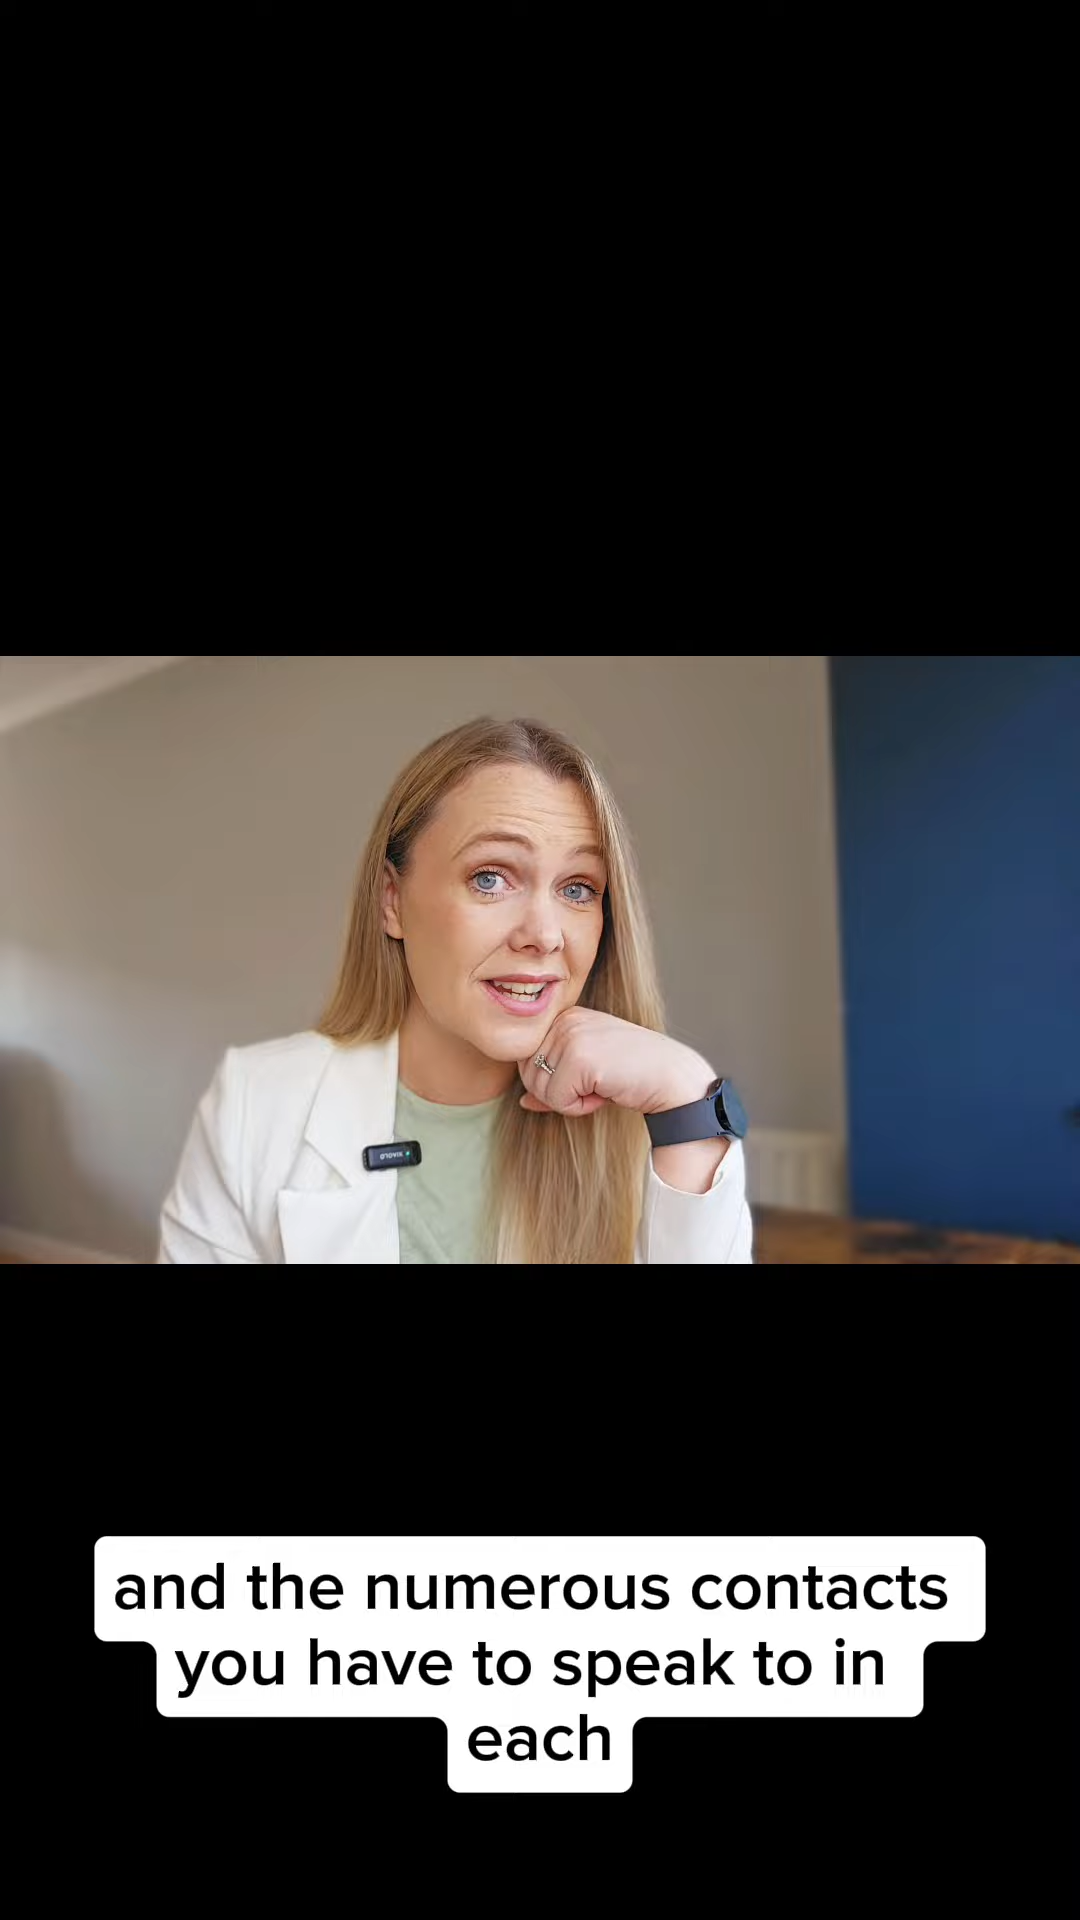 and the numerous contacts
you have to speak to in
each